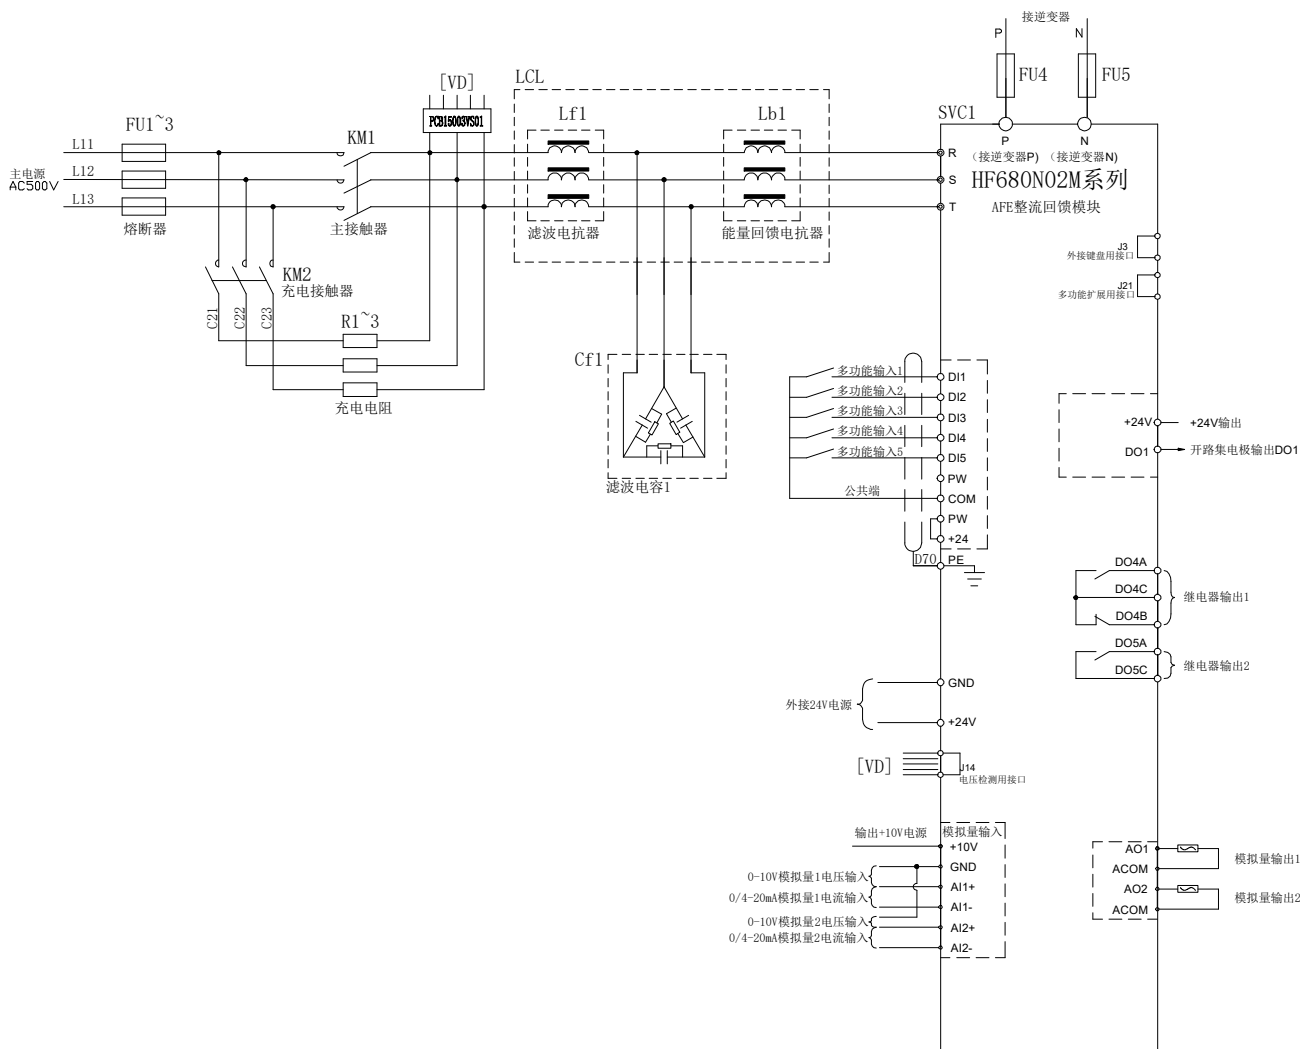 接逆变器
P
N
FU4
FU5
[VD]
LCL
PCB15003VS01
Lf1
Lb1
SVC1
FU1~3
KM1
L11
L12
L13
主电源
AC500V
熔断器
主接触器
滤波电抗器
能量回馈电抗器
P
N
(接逆变器P)
(接逆变器N)
R
S
T
HF680N02M系列
AFE整流回馈模块
J3
外接键盘用接口
J21
多功能扩展用接口
KM2
充电接触器
C21
C22
C23
R1~3
充电电阻
Cf1
滤波电容1
多功能输入1
多功能输入2
多功能输入3
多功能输入4
多功能输入5
公共端
DI1
DI2
DI3
DI4
DI5
PW
COM
PW
+24
D70
PE
+24V
+24V输出
DO1
开路集电极输出DO1
DO4A
DO4C
DO4B
继电器输出1
DO5A
DO5C
继电器输出2
外接24V电源
GND
+24V
[VD]
J14
电压检测用接口
输出+10V电源
模拟量输入
+10V
GND
0-10V模拟量1电压输入
AI1+
0/4-20mA模拟量1电流输入
AI1-
0-10V模拟量2电压输入
AI2+
0/4-20mA模拟量2电流输入
AI2-
AO1
ACOM
模拟量输出1
AO2
ACOM
模拟量输出2